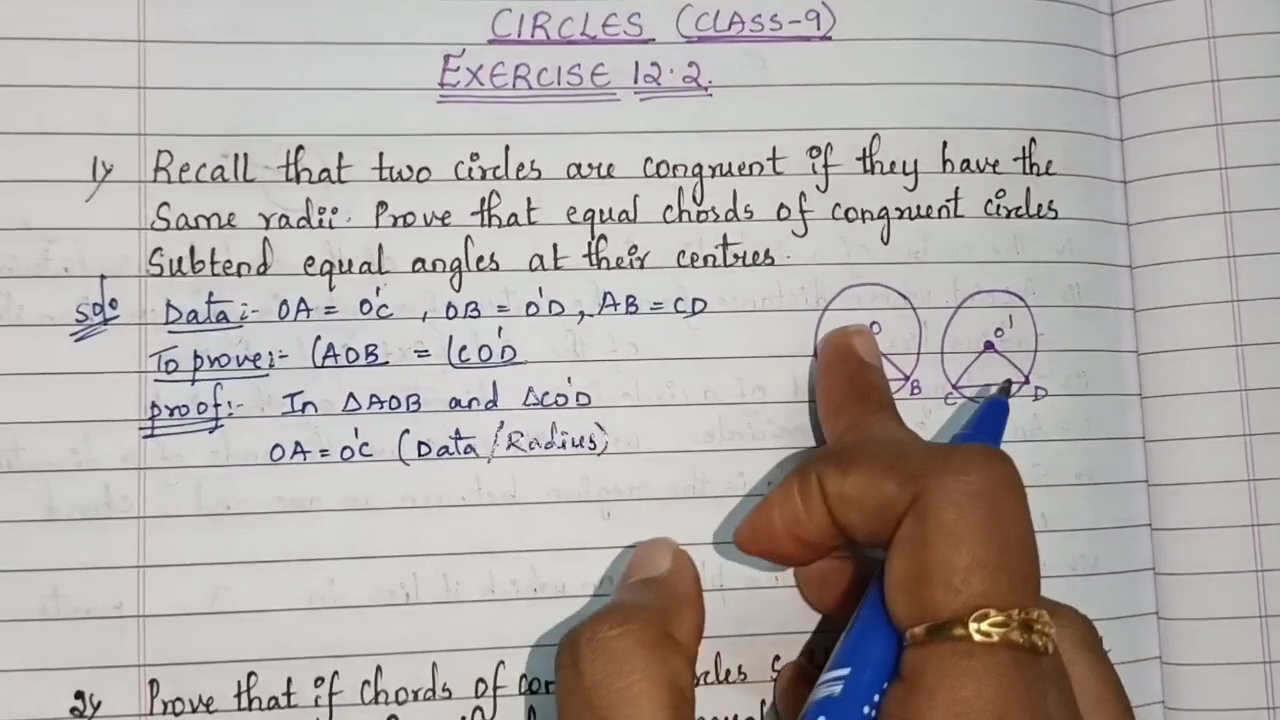 CIRCLES (CLASS-9)
EXERCISE 12.2.
1) Recall that two circles are congruent if they have the
Same radii. Prove that equal chords of congruent circles
Subtend equal angles at their centres.
Soln Data:- OA = O'C, OB = O'D, AB = CD
To prove:- ∠AOB = ∠CO'D
proof:- In ΔAOB and ΔCO'D
OA = O'C (Data/Radius)
O
B
O'
C
D
2) Prove that if chords of